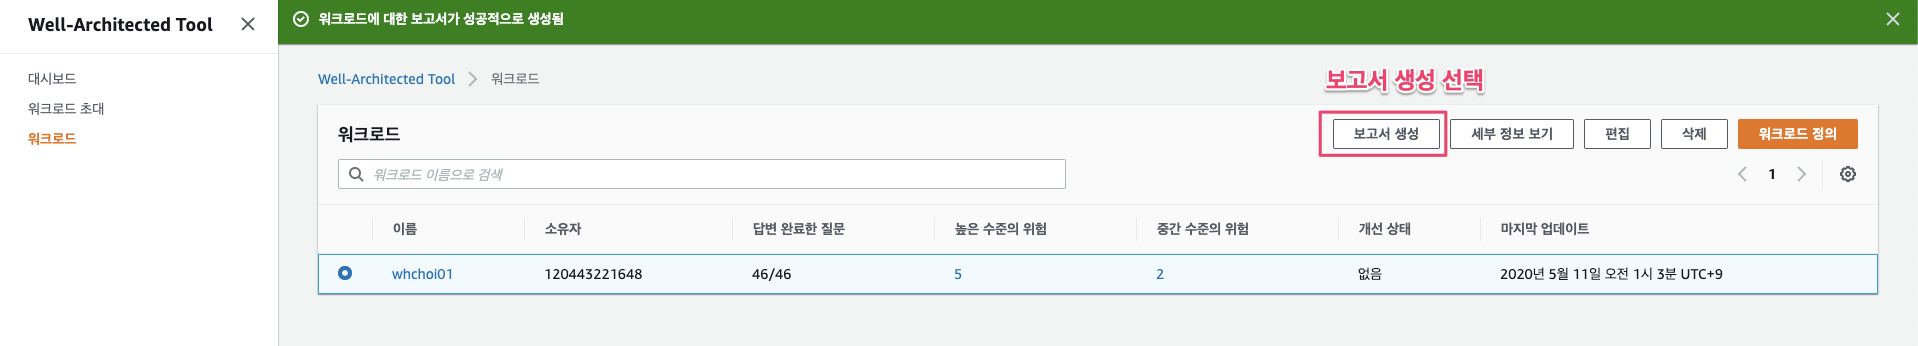 Well-Architected Tool
대시보드
워크로드 초대
워크로드
워크로드에 대한 보고서가 성공적으로 생성됨
Well-Architected Tool 워크로드
보고서 생성 선택
워크로드
보고서 생성 세부 정보 보기 편집 삭제 워크로드 정의
워크로드 이름으로 검색
1
이름 소유자 답변 완료한 질문 높은 수준의 위험 중간 수준의 위험 개선 상태 마지막 업데이트
whchoi01 120443221648 46/46 5 2 없음 2020년 5월 11일 오전 1시 3분 UTC+9